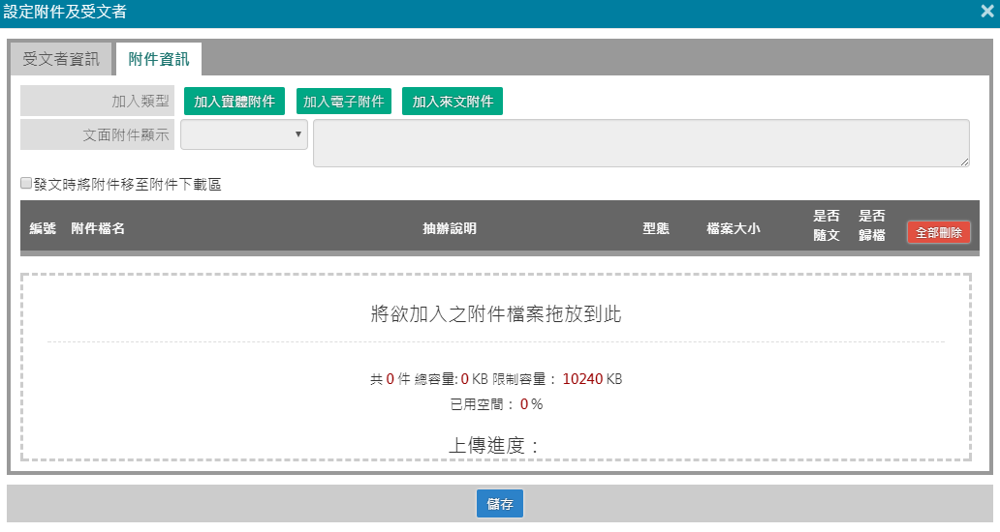 設定附件及受文者
受文者資訊 附件資訊
加入類型 加入實體附件 加入電子附件 加入來文附件
文面附件顯示
發文時將附件移至附件下載區
編號 附件檔名 抽辦說明 型態 檔案大小 是否隨文 是否歸檔 全部刪除
將欲加入之附件檔案拖放到此
共 0 件 總容量: 0 KB 限制容量： 10240 KB
已用空間： 0 %
上傳進度：
儲存